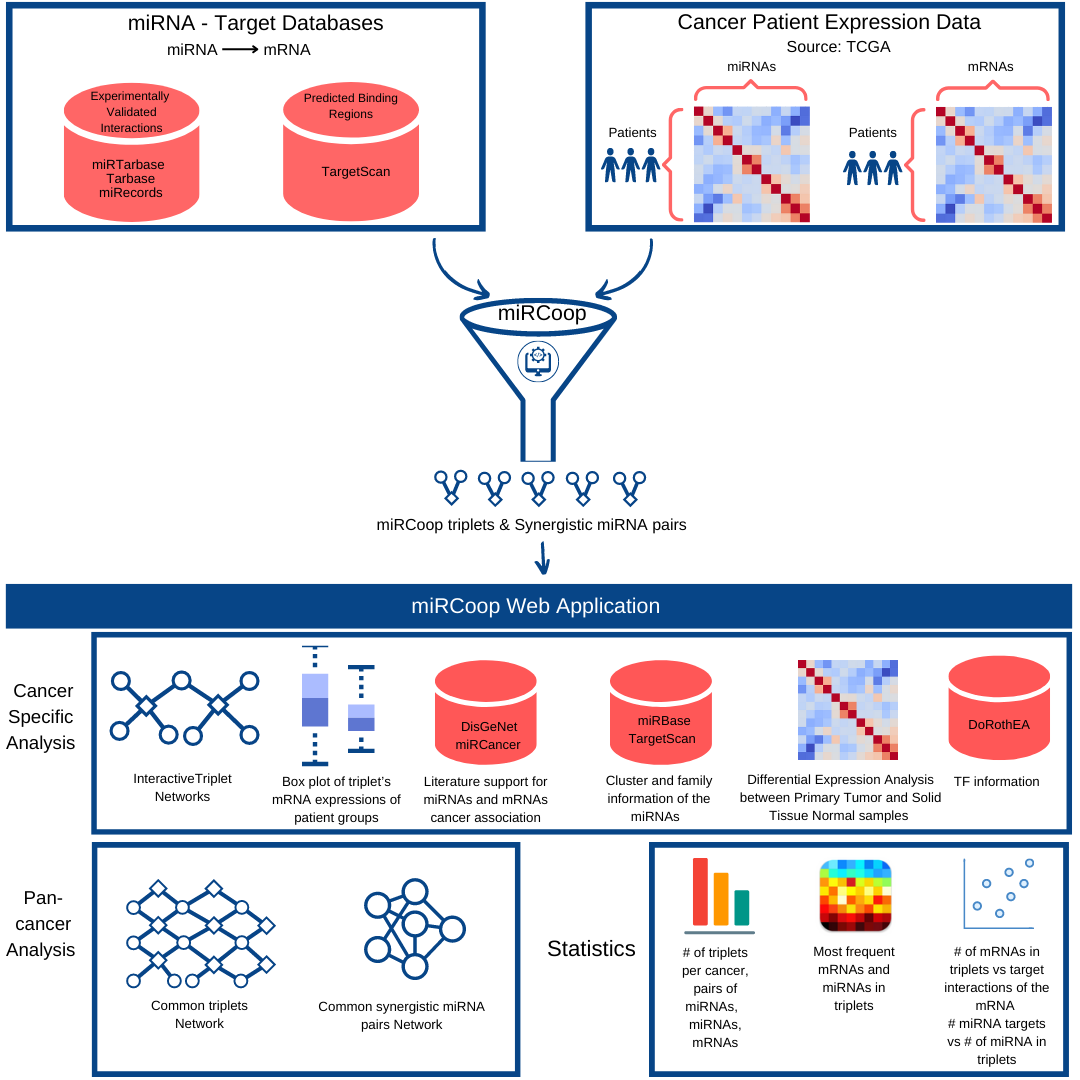 miRNA - Target Databases
miRNA ⟶ mRNA
Experimentally
Validated
Interactions
miRTarbase
Tarbase
miRecords
Predicted Binding
Regions
TargetScan
Cancer Patient Expression Data
Source: TCGA
miRNAs
Patients
mRNAs
Patients
miRCoop
miRCoop triplets & Synergistic miRNA pairs
miRCoop Web Application
Cancer
Specific
Analysis
InteractiveTriplet
Networks
Box plot of triplet's
mRNA expressions of
patient groups
DisGeNet
miRCancer
Literature support for
miRNAs and mRNAs
cancer association
miRBase
TargetScan
Cluster and family
information of the
miRNAs
Differential Expression Analysis
between Primary Tumor and Solid
Tissue Normal samples
DoRothEA
TF information
Pan-
cancer
Analysis
Common triplets
Network
Common synergistic miRNA
pairs Network
Statistics
# of triplets
per cancer,
pairs of
miRNAs,
miRNAs,
mRNAs
Most frequent
mRNAs and
miRNAs in
triplets
# of mRNAs in
triplets vs target
interactions of the
mRNA
# miRNA targets
vs # of miRNA in
triplets